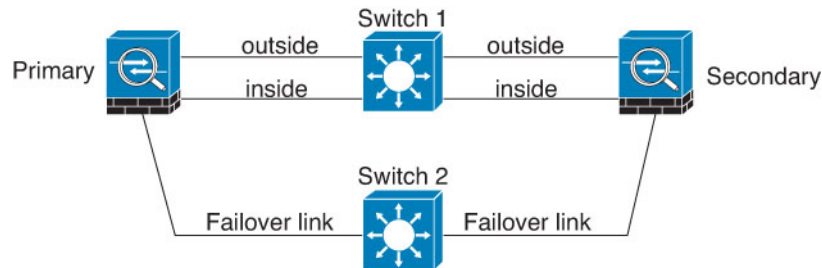 Switch 1
outside
outside
Primary
Secondary
inside
inside
Switch 2
Failover link
Failover link